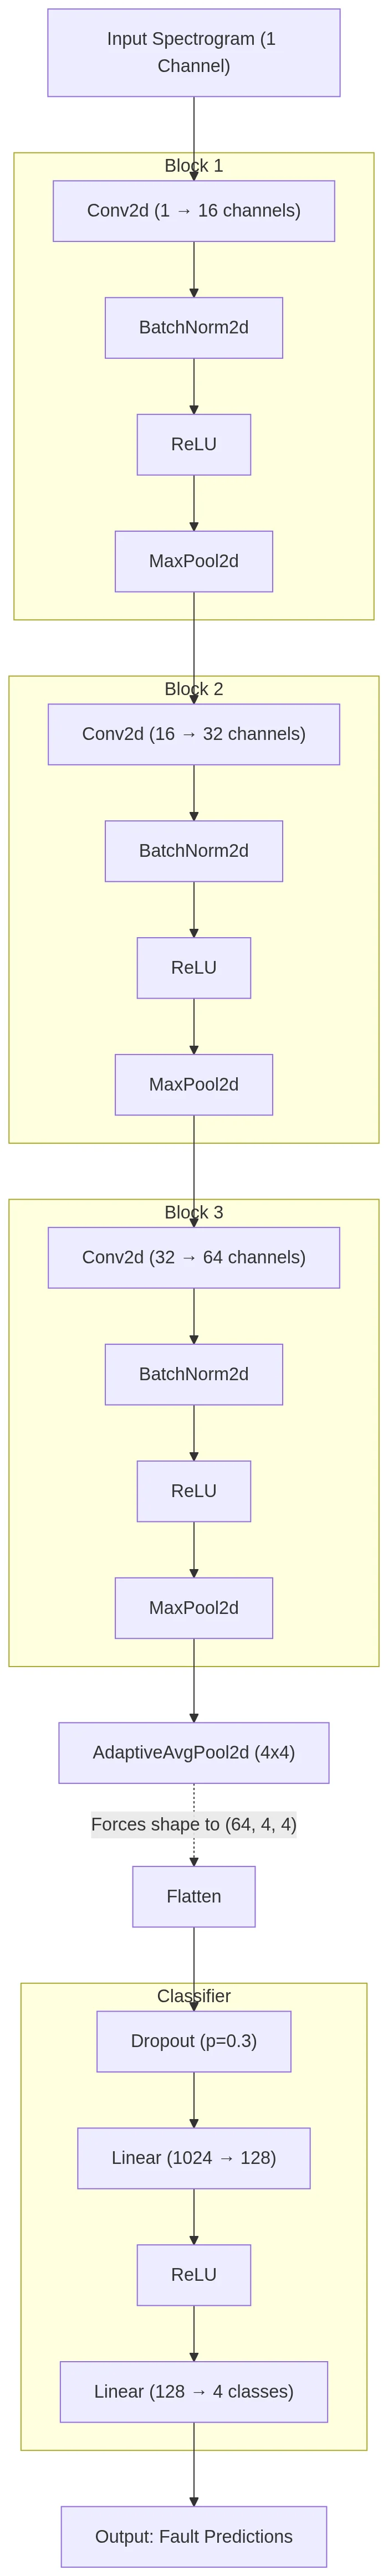 Input Spectrogram (1
Channel)
Block 1
Conv2d (1 → 16 channels)
BatchNorm2d
ReLU
MaxPool2d
Block 2
Conv2d (16 → 32 channels)
BatchNorm2d
ReLU
MaxPool2d
Block 3
Conv2d (32 → 64 channels)
BatchNorm2d
ReLU
MaxPool2d
AdaptiveAvgPool2d (4x4)
Forces shape to (64, 4, 4)
Flatten
Classifier
Dropout (p=0.3)
Linear (1024 → 128)
ReLU
Linear (128 → 4 classes)
Output: Fault Predictions